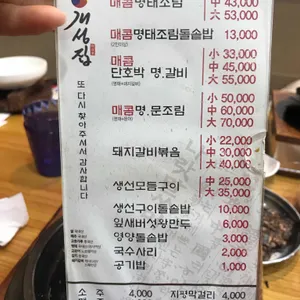 개성집
또 다시 찾아주셔서 감사합니다
매콤명태조림 中 43,000
大 53,000
매콤명태조림돌솥밥 13,000
매콤 小 33,000
단호박 명.갈비 中 45,000
大 55,000
小 50,000
매콤명.문조림 中 60,000
大 70,000
小 22,000
돼지갈비볶음 中 30,000
大 40,000
생선모듬구이 中 25,000
大 35,000
생선구이돌솥밥 10,000
잎새버섯찜만두 6,000
영양돌솥밥 3,000
국수사리 2,000
공기밥 1,000
소주 4,000 지평막걸리 4,000